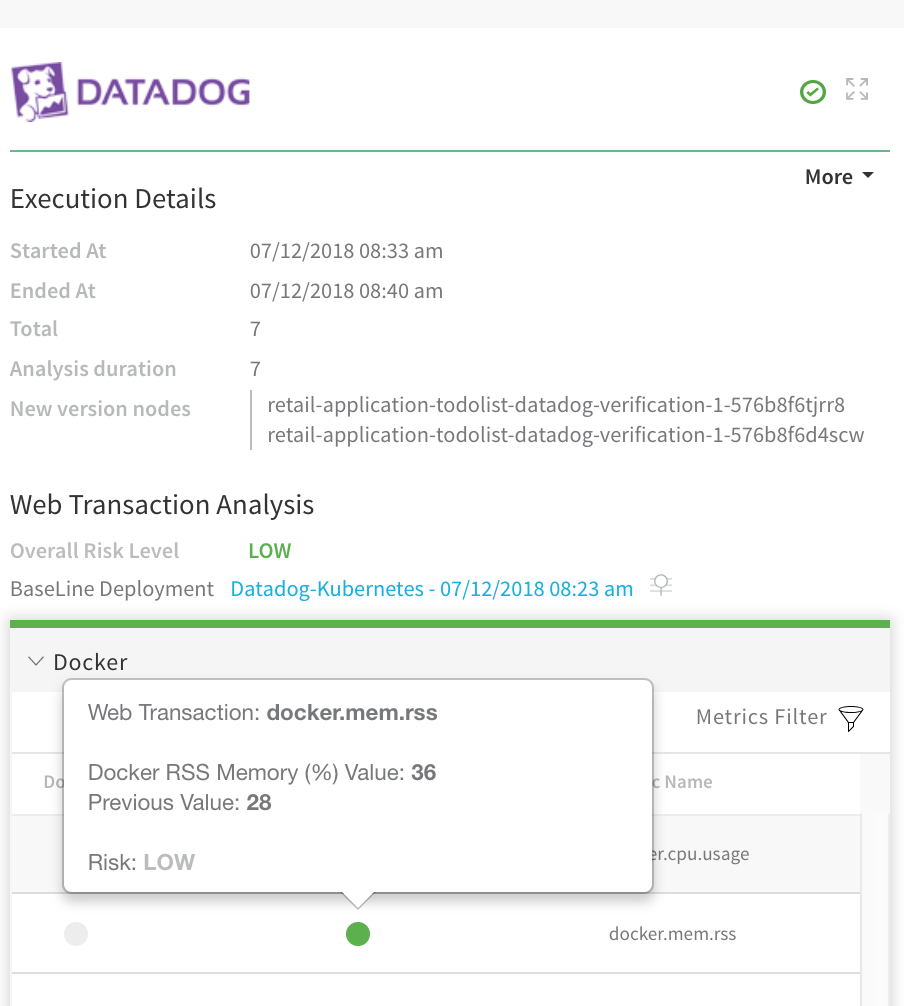 DATADOG
More
Execution Details
Started At 07/12/2018 08:33 am
Ended At 07/12/2018 08:40 am
Total 7
Analysis duration 7
New version nodes retail-application-todolist-datadog-verification-1-576b8f6tjrr8
retail-application-todolist-datadog-verification-1-576b8f6d4scw
Web Transaction Analysis
Overall Risk Level LOW
BaseLine Deployment Datadog-Kubernetes - 07/12/2018 08:23 am
Docker
Web Transaction: docker.mem.rss
Metrics Filter
Docker RSS Memory (%) Value: 36
Do c Name
Previous Value: 28
er.cpu.usage
Risk: LOW
docker.mem.rss